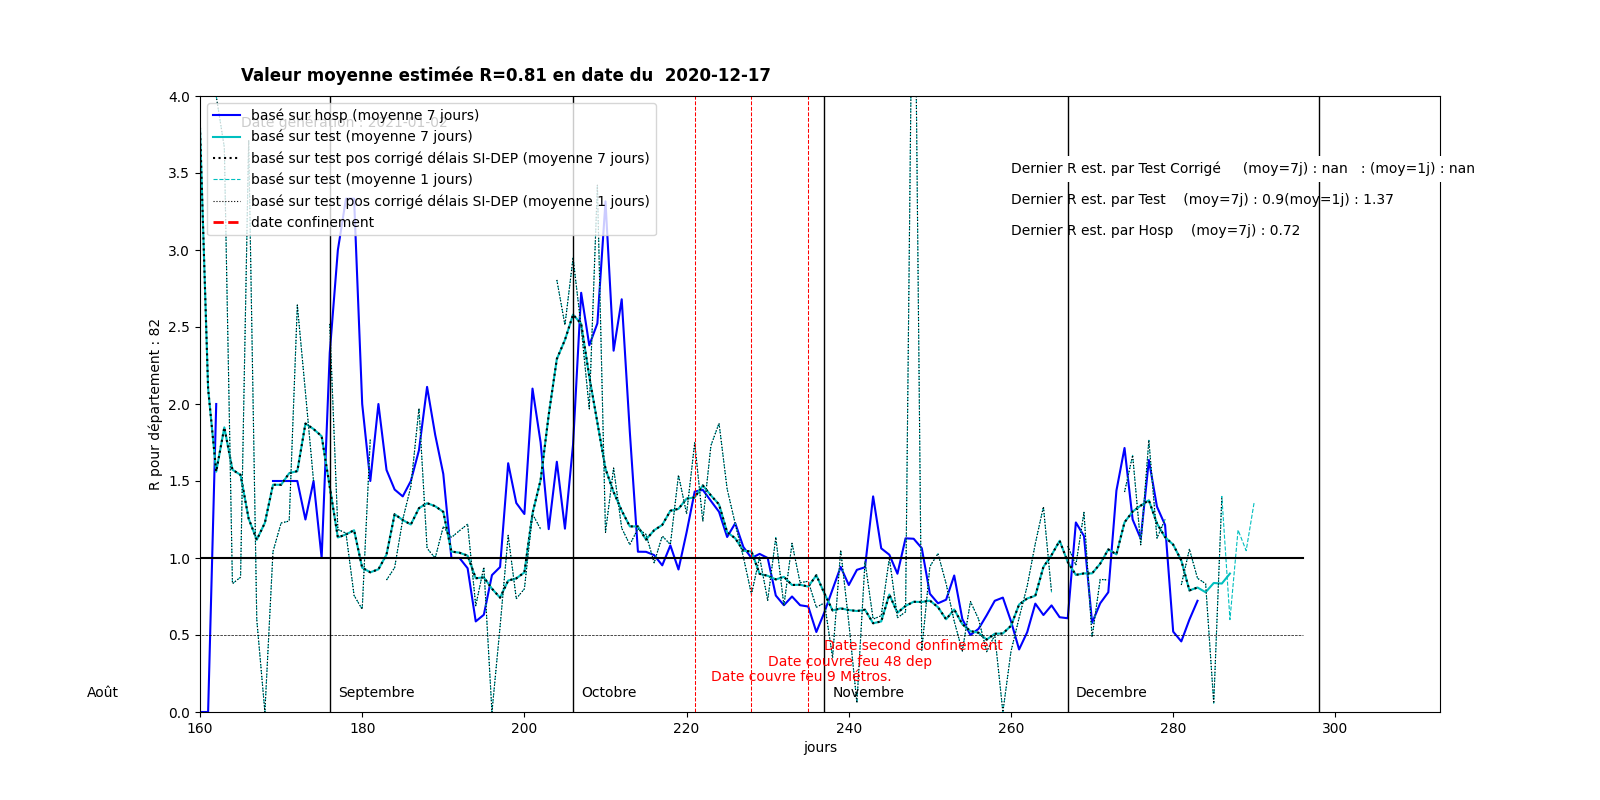 Valeur moyenne estimée R=0.81 en date du  2020-12-17
Date génération : 2021-01-02
basé sur hosp (moyenne 7 jours)
basé sur test (moyenne 7 jours)
basé sur test pos corrigé délais SI-DEP (moyenne 7 jours)
basé sur test (moyenne 1 jours)
basé sur test pos corrigé délais SI-DEP (moyenne 1 jours)
date confinement
Dernier R est. par Test Corrigé     (moy=7j) : nan   : (moy=1j) : nan
Dernier R est. par Test    (moy=7j) : 0.9(moy=1j) : 1.37
Dernier R est. par Hosp    (moy=7j) : 0.72
R pour département : 82
4.0
3.5
3.0
2.5
2.0
1.5
1.0
0.5
0.0
Date second confinement
Date couvre feu 48 dep
Date couvre feu 9 Métros.
Août Septembre Octobre Novembre Decembre
160 180 200 220 240 260 280 300
jours